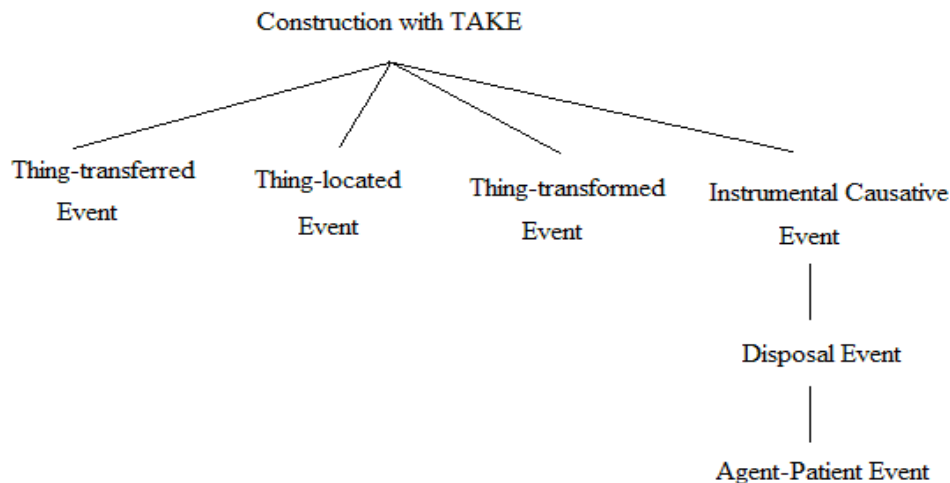 Construction with TAKE
Thing-transferred
Event
Thing-located
Event
Thing-transformed
Event
Instrumental Causative
Event
Disposal Event
Agent-Patient Event